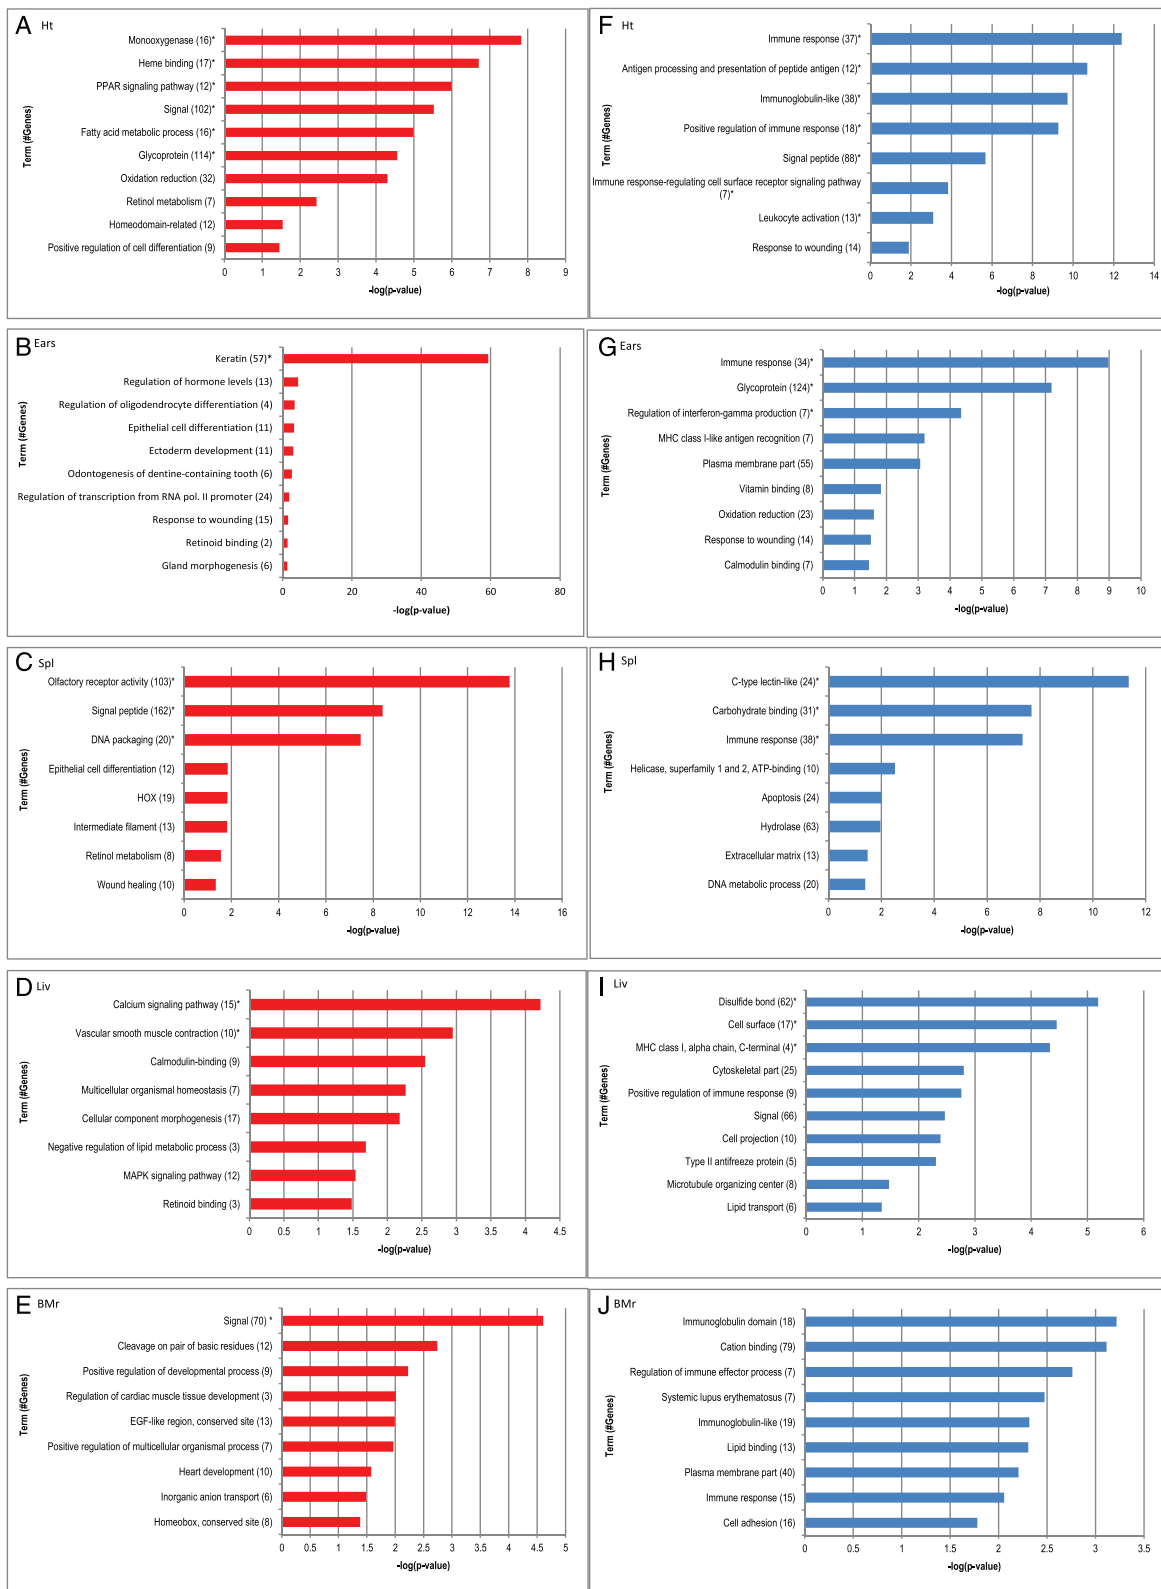 A Ht
Term (#Genes)
Monooxygenase (16)*
Heme binding (17)*
PPAR signaling pathway (12)*
Signal (102)*
Fatty acid metabolic process (16)*
Glycoprotein (114)*
Oxidation reduction (32)
Retinol metabolism (7)
Homeodomain-related (12)
Positive regulation of cell differentiation (9)
0 1 2 3 4 5 6 7 8 9
-log(p-value)
F Ht
Term (#Genes)
Immune response (37)*
Antigen processing and presentation of peptide antigen (12)*
Immunoglobulin-like (38)*
Positive regulation of immune response (18)*
Signal peptide (88)*
Immune response-regulating cell surface receptor signaling pathway
(7)*
Leukocyte activation (13)*
Response to wounding (14)
0 2 4 6 8 10 12 14
-log(p-value)
B Ears
Term (#Genes)
Keratin (57)*
Regulation of hormone levels (13)
Regulation of oligodendrocyte differentiation (4)
Epithelial cell differentiation (11)
Ectoderm development (11)
Odontogenesis of dentine-containing tooth (6)
Regulation of transcription from RNA pol. II promoter (24)
Response to wounding (15)
Retinoid binding (2)
Gland morphogenesis (6)
0 20 40 60 80
-log(p-value)
G Ears
Term (#Genes)
Immune response (34)*
Glycoprotein (124)*
Regulation of interferon-gamma production (7)*
MHC class I-like antigen recognition (7)
Plasma membrane part (55)
Vitamin binding (8)
Oxidation reduction (23)
Response to wounding (14)
Calmodulin binding (7)
0 1 2 3 4 5 6 7 8 9 10
-log(p-value)
C Spl
Term (#Genes)
Olfactory receptor activity (103)*
Signal peptide (162)*
DNA packaging (20)*
Epithelial cell differentiation (12)
HOX (19)
Intermediate filament (13)
Retinol metabolism (8)
Wound healing (10)
0 2 4 6 8 10 12 14 16
-log(p-value)
H Spl
Term (#Genes)
C-type lectin-like (24)*
Carbohydrate binding (31)*
Immune response (38)*
Helicase, superfamily 1 and 2, ATP-binding (10)
Apoptosis (24)
Hydrolase (63)
Extracellular matrix (13)
DNA metabolic process (20)
0 2 4 6 8 10 12
-log(p-value)
D Liv
Term (#Genes)
Calcium signaling pathway (15)*
Vascular smooth muscle contraction (10)*
Calmodulin-binding (9)
Multicellular organismal homeostasis (7)
Cellular component morphogenesis (17)
Negative regulation of lipid metabolic process (3)
MAPK signaling pathway (12)
Retinoid binding (3)
0 0.5 1 1.5 2 2.5 3 3.5 4 4.5
-log(p-value)
I Liv
Term (#Genes)
Disulfide bond (62)*
Cell surface (17)*
MHC class I, alpha chain, C-terminal (4)*
Cytoskeletal part (25)
Positive regulation of immune response (9)
Signal (66)
Cell projection (10)
Type II antifreeze protein (5)
Microtubule organizing center (8)
Lipid transport (6)
0 1 2 3 4 5 6
-log(p-value)
E BMr
Term (#Genes)
Signal (70) *
Cleavage on pair of basic residues (12)
Positive regulation of developmental process (9)
Regulation of cardiac muscle tissue development (3)
EGF-like region, conserved site (13)
Positive regulation of multicellular organismal process (7)
Heart development (10)
Inorganic anion transport (6)
Homeobox, conserved site (8)
0 0.5 1 1.5 2 2.5 3 3.5 4 4.5 5
-log(p-value)
J BMr
Term (#Genes)
Immunoglobulin domain (18)
Cation binding (79)
Regulation of immune effector process (7)
Systemic lupus erythematosus (7)
Immunoglobulin-like (19)
Lipid binding (13)
Plasma membrane part (40)
Immune response (15)
Cell adhesion (16)
0 0.5 1 1.5 2 2.5 3 3.5
-log(p-value)